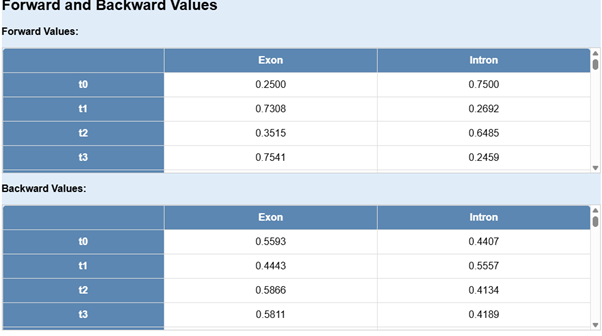 Forward and Backward Values
Forward Values:
Exon Intron
t0 0.2500 0.7500
t1 0.7308 0.2692
t2 0.3515 0.6485
t3 0.7541 0.2459
Backward Values:
Exon Intron
t0 0.5593 0.4407
t1 0.4443 0.5557
t2 0.5866 0.4134
t3 0.5811 0.4189